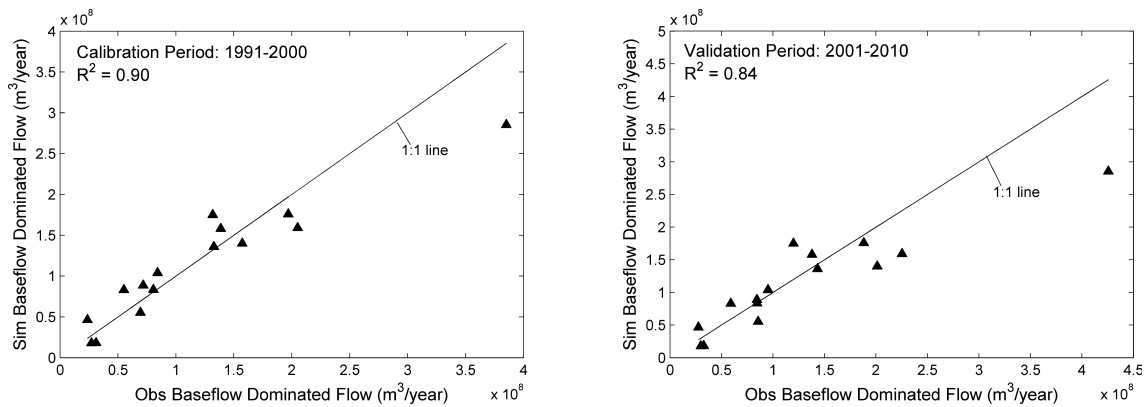 x 10^8
4
3.5
3
2.5
2
1.5
1
0.5
0
Sim Baseflow Dominated Flow (m^3/year)
Calibration Period: 1991-2000
R^2 = 0.90
1:1 line
0 0.5 1 1.5 2 2.5 3 3.5 4
Obs Baseflow Dominated Flow (m^3/year)
x 10^8
x 10^8
5
4.5
4
3.5
3
2.5
2
1.5
1
0.5
0
Sim Baseflow Dominated Flow (m^3/year)
Validation Period: 2001-2010
R^2 = 0.84
1:1 line
0 0.5 1 1.5 2 2.5 3 3.5 4 4.5
Obs Baseflow Dominated Flow (m^3/year)
x 10^8